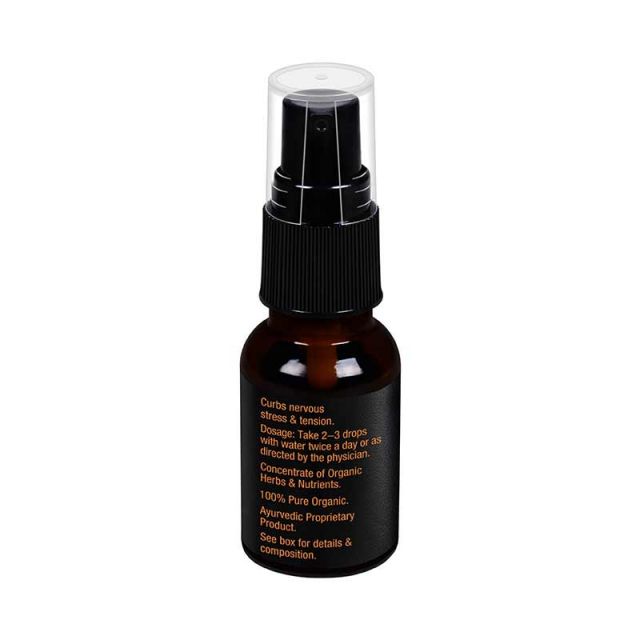 Curbs nervous
stress & tension.
Dosage: Take 2–3 drops
with water twice a day or as
directed by the physician.
Concentrate of Organic
Herbs & Nutrients.
100% Pure Organic.
Ayurvedic Proprietary
Product.
See box for details &
composition.